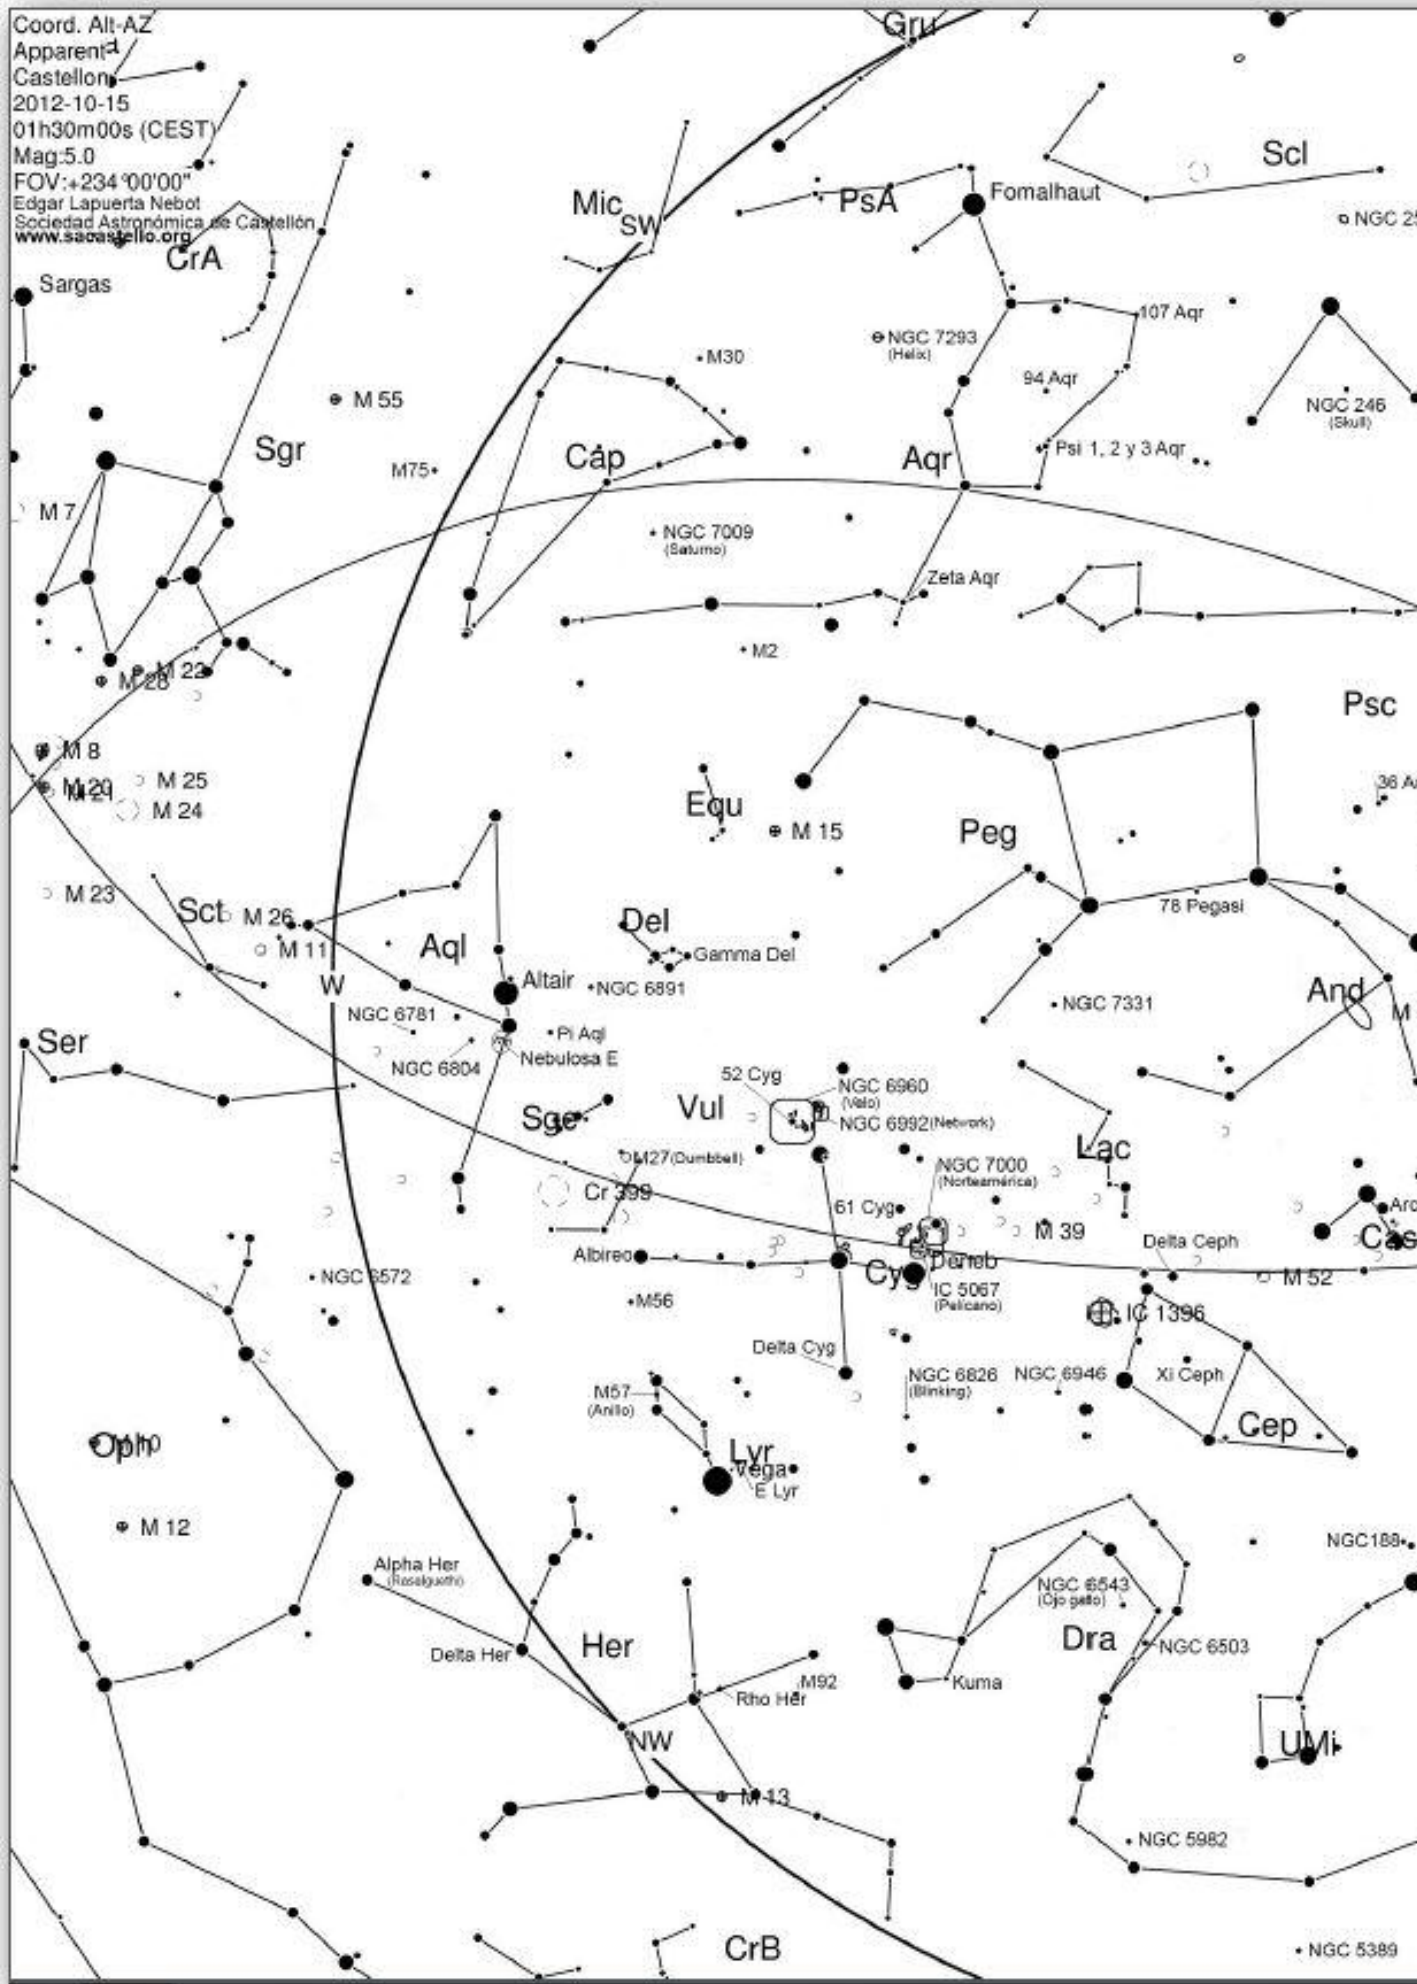 Coord. Alt-AZ
Apparent
Castellon
2012-10-15
01h30m00s (CEST)
Mag:5.0
FOV:+234°00'00"
Edgar Lapuerta Nebot
Sociedad Astronómica de Castellón
www.sacastello.org
Gru
Scl
Mic
SW
PsA
Fomalhaut
NGC 25
CrA
Sargas
107 Aqr
NGC 7293
(Helix)
M30
94 Aqr
NGC 246
(Skull)
M 55
Sgr
M75
Cap
Aqr
Psi 1, 2 y 3 Aqr
M 7
NGC 7009
(Saturno)
Zeta Aqr
M2
M 22
M 28
Psc
M 8
M 20
M 21
M 25
M 24
36 A
Equ
M 15
Peg
M 23
Sct
M 26
M 11
Aql
Del
Gamma Del
78 Pegasi
W
Altair
NGC 6891
And
M
NGC 7331
NGC 6781
Pi Aql
Ser
NGC 6804
Nebulosa E
52 Cyg
NGC 6960
(Velo)
Sge
Vul
NGC 6992(Network)
Lac
M27(Dumbbell)
NGC 7000
(Norteamérica)
Cr 399
61 Cyg
M 39
Delta Ceph
Cas
Albireo
Cyg
Deneb
NGC 6572
IC 5067
(Pelicano)
M 52
M56
IC 1396
Delta Cyg
M57
(Anillo)
NGC 6826
(Blinking)
NGC 6946
Xi Ceph
Cep
Oph
M 10
Lyr
Vega
E Lyr
M 12
NGC188
Alpha Her
(Rasalguethi)
NGC 6543
(Ojo gato)
Delta Her
Her
Dra
NGC 6503
M92
Rho Her
Kuma
NW
UMi
M 13
NGC 5982
CrB
NGC 5389